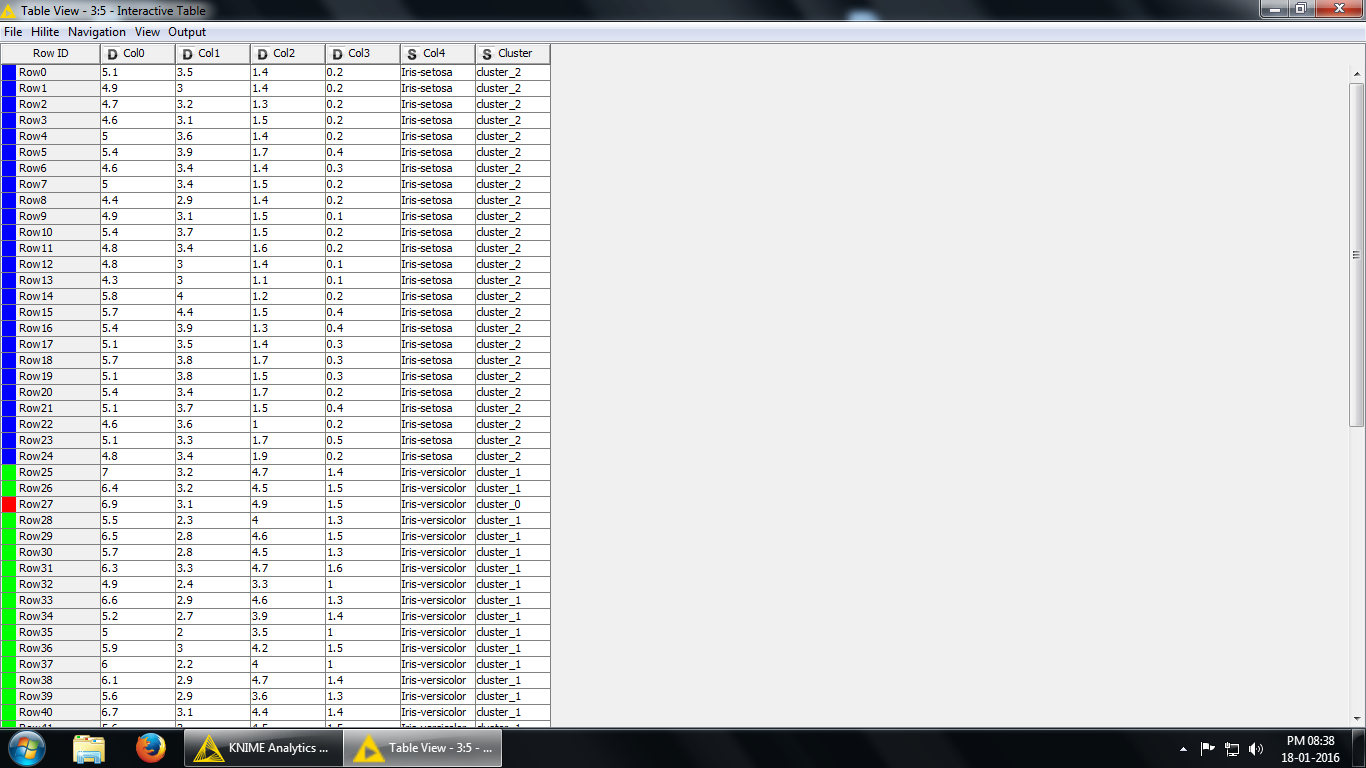 Table View - 3:5 - Interactive Table
File Hilite Navigation View Output
Row ID D Col0 D Col1 D Col2 D Col3 S Col4 S Cluster
Row0 5.1 3.5 1.4 0.2 Iris-setosa cluster_2
Row1 4.9 3 1.4 0.2 Iris-setosa cluster_2
Row2 4.7 3.2 1.3 0.2 Iris-setosa cluster_2
Row3 4.6 3.1 1.5 0.2 Iris-setosa cluster_2
Row4 5 3.6 1.4 0.2 Iris-setosa cluster_2
Row5 5.4 3.9 1.7 0.4 Iris-setosa cluster_2
Row6 4.6 3.4 1.4 0.3 Iris-setosa cluster_2
Row7 5 3.4 1.5 0.2 Iris-setosa cluster_2
Row8 4.4 2.9 1.4 0.2 Iris-setosa cluster_2
Row9 4.9 3.1 1.5 0.1 Iris-setosa cluster_2
Row10 5.4 3.7 1.5 0.2 Iris-setosa cluster_2
Row11 4.8 3.4 1.6 0.2 Iris-setosa cluster_2
Row12 4.8 3 1.4 0.1 Iris-setosa cluster_2
Row13 4.3 3 1.1 0.1 Iris-setosa cluster_2
Row14 5.8 4 1.2 0.2 Iris-setosa cluster_2
Row15 5.7 4.4 1.5 0.4 Iris-setosa cluster_2
Row16 5.4 3.9 1.3 0.4 Iris-setosa cluster_2
Row17 5.1 3.5 1.4 0.3 Iris-setosa cluster_2
Row18 5.7 3.8 1.7 0.3 Iris-setosa cluster_2
Row19 5.1 3.8 1.5 0.3 Iris-setosa cluster_2
Row20 5.4 3.4 1.7 0.2 Iris-setosa cluster_2
Row21 5.1 3.7 1.5 0.4 Iris-setosa cluster_2
Row22 4.6 3.6 1 0.2 Iris-setosa cluster_2
Row23 5.1 3.3 1.7 0.5 Iris-setosa cluster_2
Row24 4.8 3.4 1.9 0.2 Iris-setosa cluster_2
Row25 7 3.2 4.7 1.4 Iris-versicolor cluster_1
Row26 6.4 3.2 4.5 1.5 Iris-versicolor cluster_1
Row27 6.9 3.1 4.9 1.5 Iris-versicolor cluster_0
Row28 5.5 2.3 4 1.3 Iris-versicolor cluster_1
Row29 6.5 2.8 4.6 1.5 Iris-versicolor cluster_1
Row30 5.7 2.8 4.5 1.3 Iris-versicolor cluster_1
Row31 6.3 3.3 4.7 1.6 Iris-versicolor cluster_1
Row32 4.9 2.4 3.3 1 Iris-versicolor cluster_1
Row33 6.6 2.9 4.6 1.3 Iris-versicolor cluster_1
Row34 5.2 2.7 3.9 1.4 Iris-versicolor cluster_1
Row35 5 2 3.5 1 Iris-versicolor cluster_1
Row36 5.9 3 4.2 1.5 Iris-versicolor cluster_1
Row37 6 2.2 4 1 Iris-versicolor cluster_1
Row38 6.1 2.9 4.7 1.4 Iris-versicolor cluster_1
Row39 5.6 2.9 3.6 1.3 Iris-versicolor cluster_1
Row40 6.7 3.1 4.4 1.4 Iris-versicolor cluster_1
KNIME Analytics ... Table View - 3:5 - ...
PM 08:38
18-01-2016